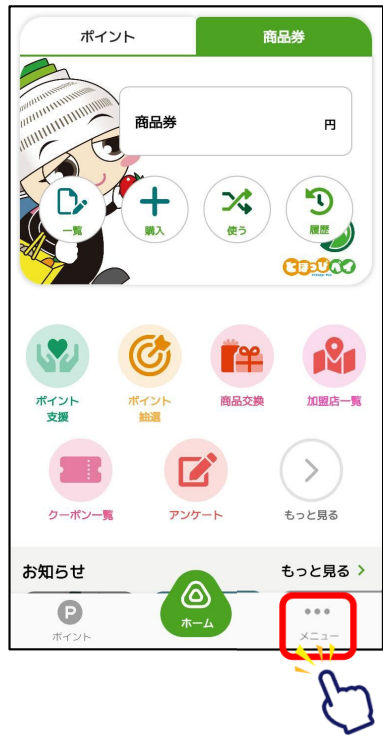 ポイント
商品券
商品券
円
一覧
購入
使う
履歴
とまっぴペイ
ポイント
支援
ポイント
抽選
商品交換
加盟店一覧
クーポン一覧
アンケート
もっと見る
お知らせ
もっと見る
P
ポイント
ホーム
メニュー